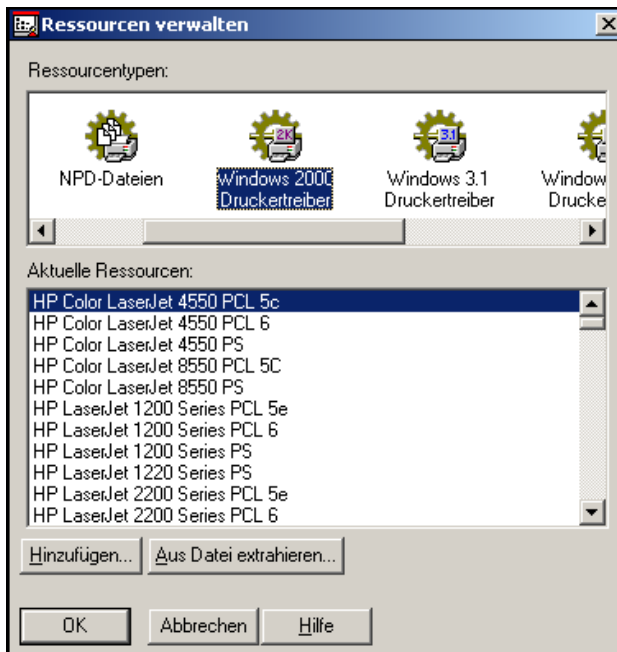 Ressourcen verwalten
Ressourcentypen:
2K
3.1
NPD-Dateien
Windows 2000
Druckertreiber
Windows 3.1
Druckertreiber
Window
Drucke
Aktuelle Ressourcen:
HP Color LaserJet 4550 PCL 5c
HP Color LaserJet 4550 PCL 6
HP Color LaserJet 4550 PS
HP Color LaserJet 8550 PCL 5C
HP Color LaserJet 8550 PS
HP LaserJet 1200 Series PCL 5e
HP LaserJet 1200 Series PCL 6
HP LaserJet 1200 Series PS
HP LaserJet 1220 Series PS
HP LaserJet 2200 Series PCL 5e
HP LaserJet 2200 Series PCL 6
Hinzufügen... Aus Datei extrahieren...
OK Abbrechen Hilfe